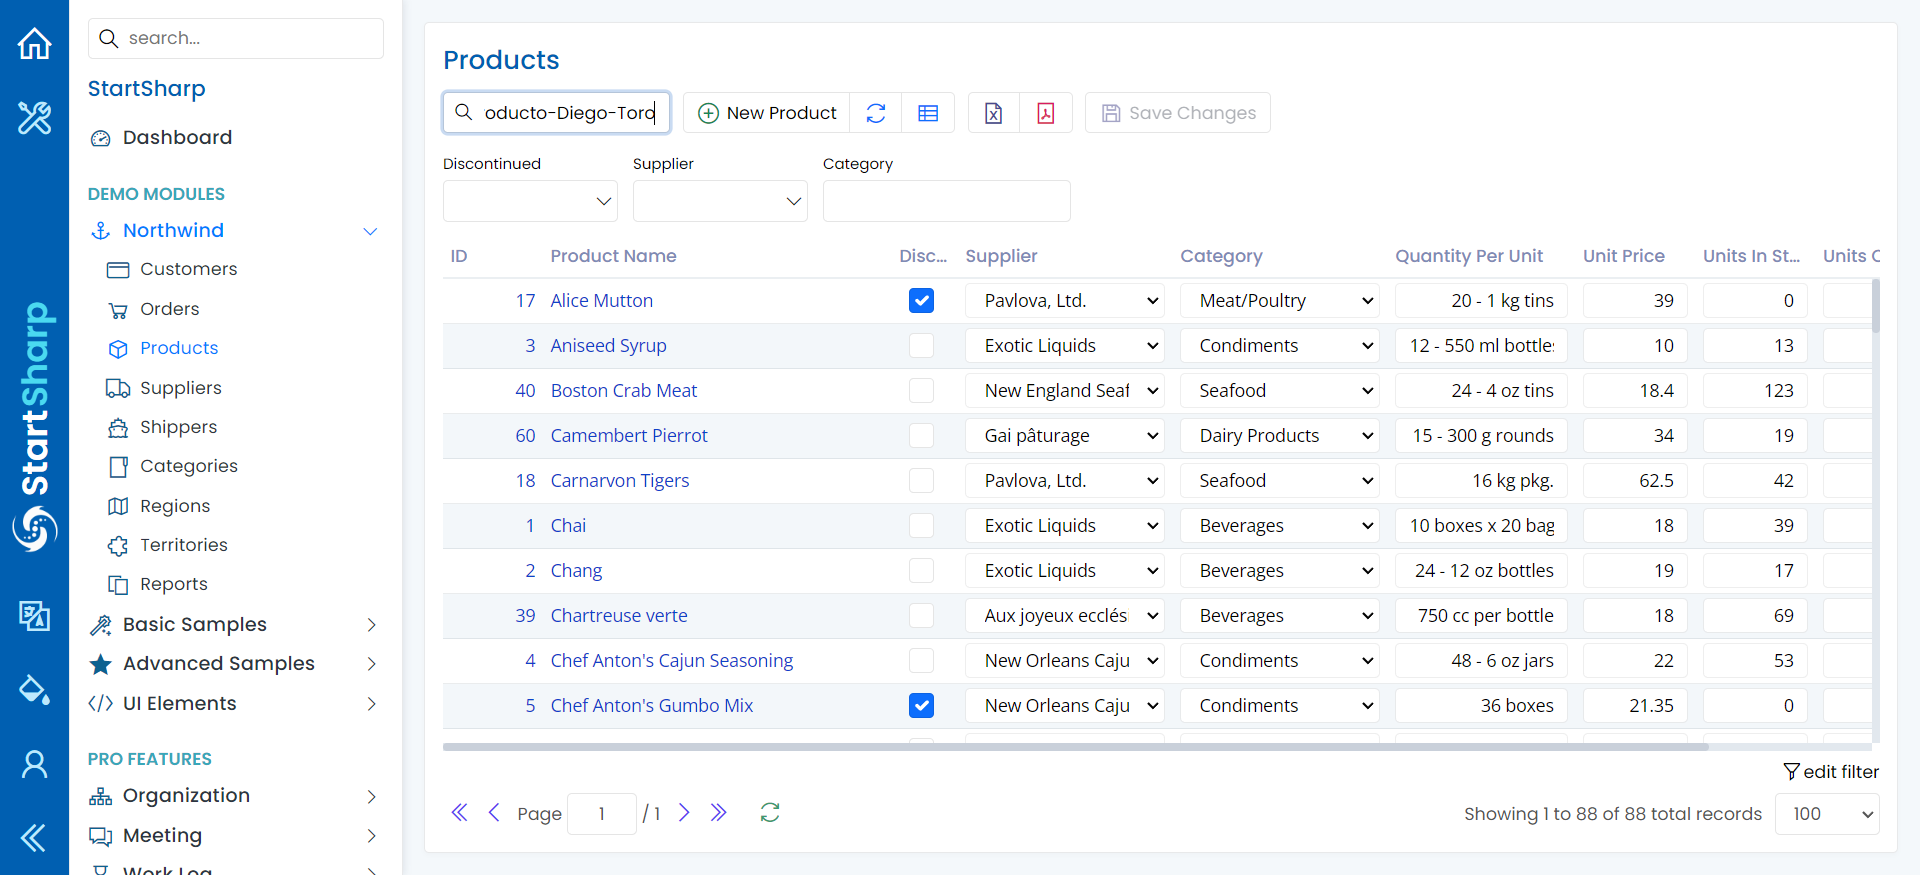 search...
StartSharp
Dashboard
DEMO MODULES
Northwind
Customers
Orders
Products
Suppliers
Shippers
Categories
Regions
Territories
Reports
Basic Samples
Advanced Samples
UI Elements
PRO FEATURES
Organization
Meeting
Work Log
StartSharp
Products
oducto-Diego-Toro
New Product
Save Changes
Discontinued Supplier Category
ID Product Name Disc... Supplier Category Quantity Per Unit Unit Price Units In St... Units
17 Alice Mutton Pavlova, Ltd. Meat/Poultry 20 - 1 kg tins 39 0
3 Aniseed Syrup Exotic Liquids Condiments 12 - 550 ml bottles 10 13
40 Boston Crab Meat New England Seaf Seafood 24 - 4 oz tins 18.4 123
60 Camembert Pierrot Gai pâturage Dairy Products 15 - 300 g rounds 34 19
18 Carnarvon Tigers Pavlova, Ltd. Seafood 16 kg pkg. 62.5 42
1 Chai Exotic Liquids Beverages 10 boxes x 20 bag 18 39
2 Chang Exotic Liquids Beverages 24 - 12 oz bottles 19 17
39 Chartreuse verte Aux joyeux ecclési Beverages 750 cc per bottle 18 69
4 Chef Anton's Cajun Seasoning New Orleans Caju Condiments 48 - 6 oz jars 22 53
5 Chef Anton's Gumbo Mix New Orleans Caju Condiments 36 boxes 21.35 0
edit filter
Page 1 / 1
Showing 1 to 88 of 88 total records 100